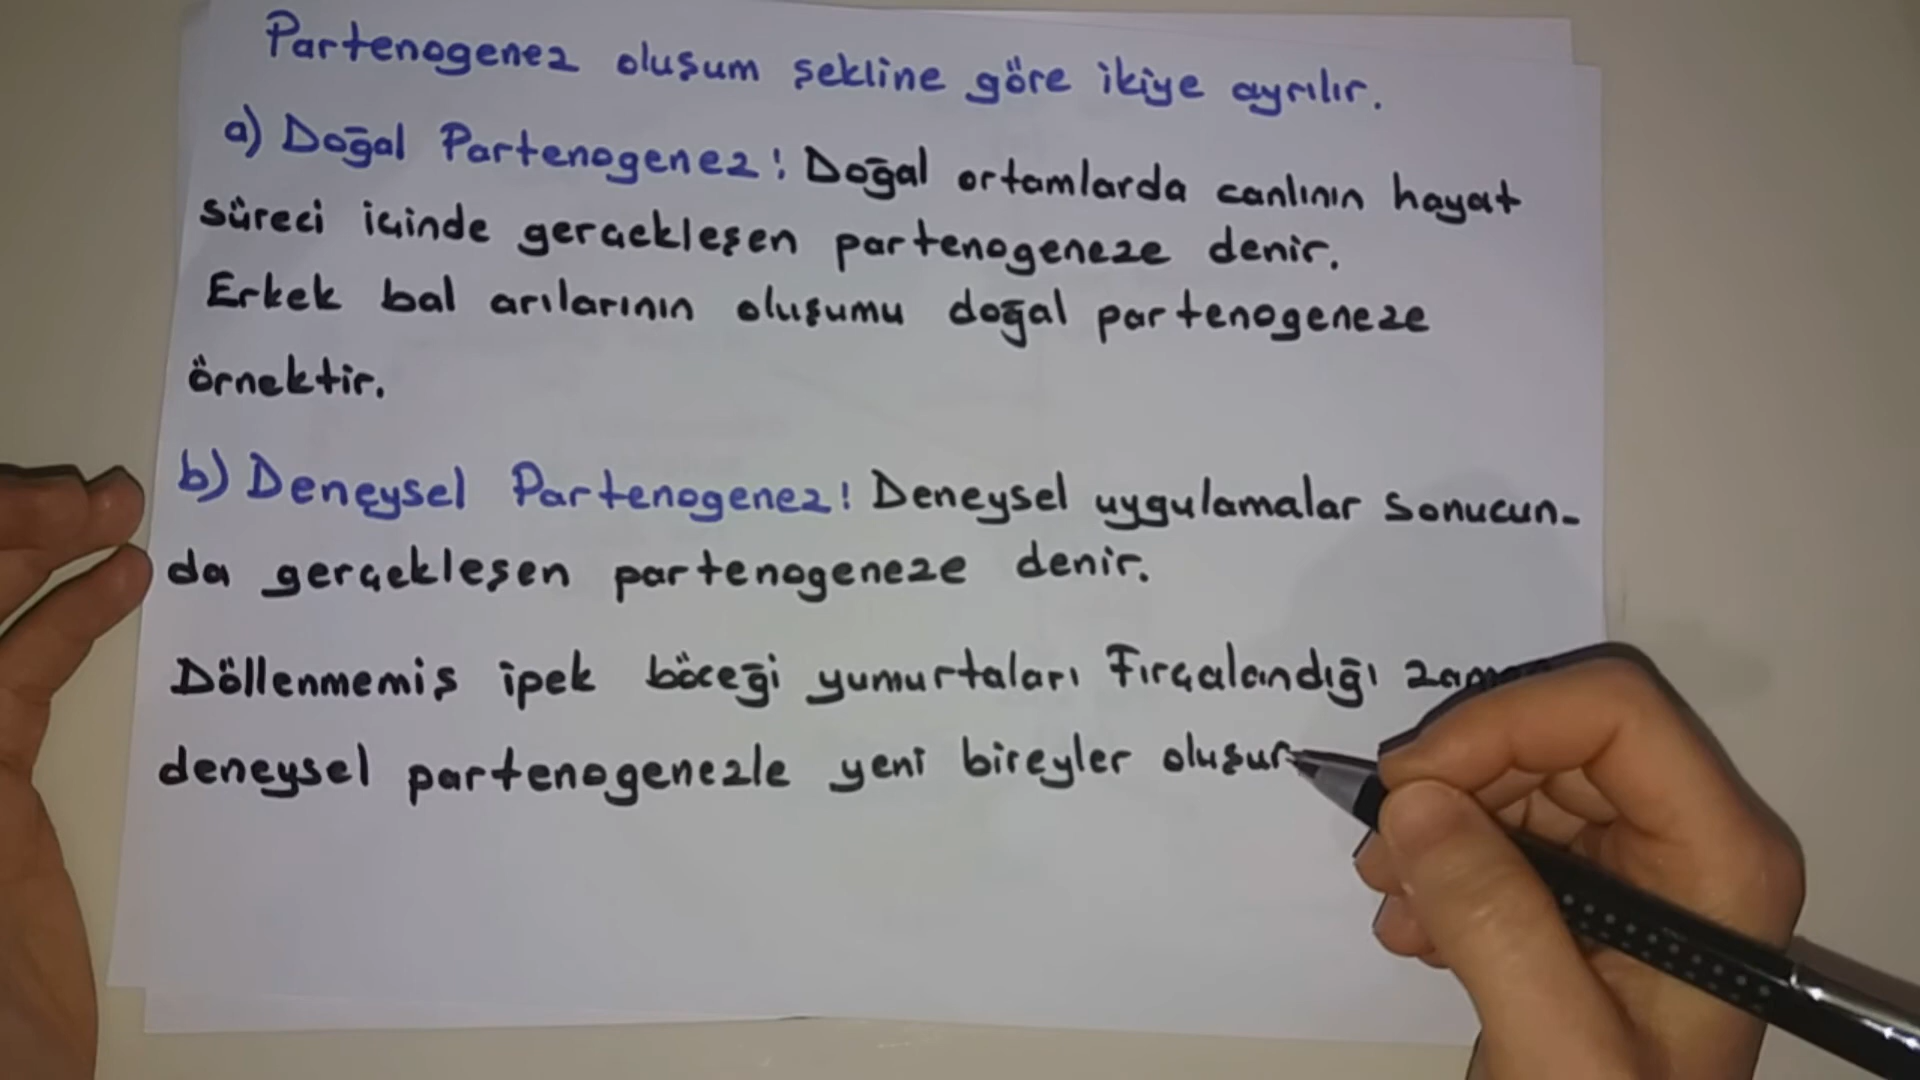 Partenogenez oluşum şekline göre ikiye ayrılır.
a) Doğal Partenogenez: Doğal ortamlarda canlının hayat
süreci içinde gerçekleşen partenogeneze denir.
Erkek bal arılarının oluşumu doğal partenogeneze
örnektir.
b) Deneysel Partenogenez: Deneysel uygulamalar sonucun-
da gerçekleşen partenogeneze denir.
Döllenmemiş ipek böceği yumurtaları Fırçalandığı
deneysel partenogenezle yeni bireyler oluşur